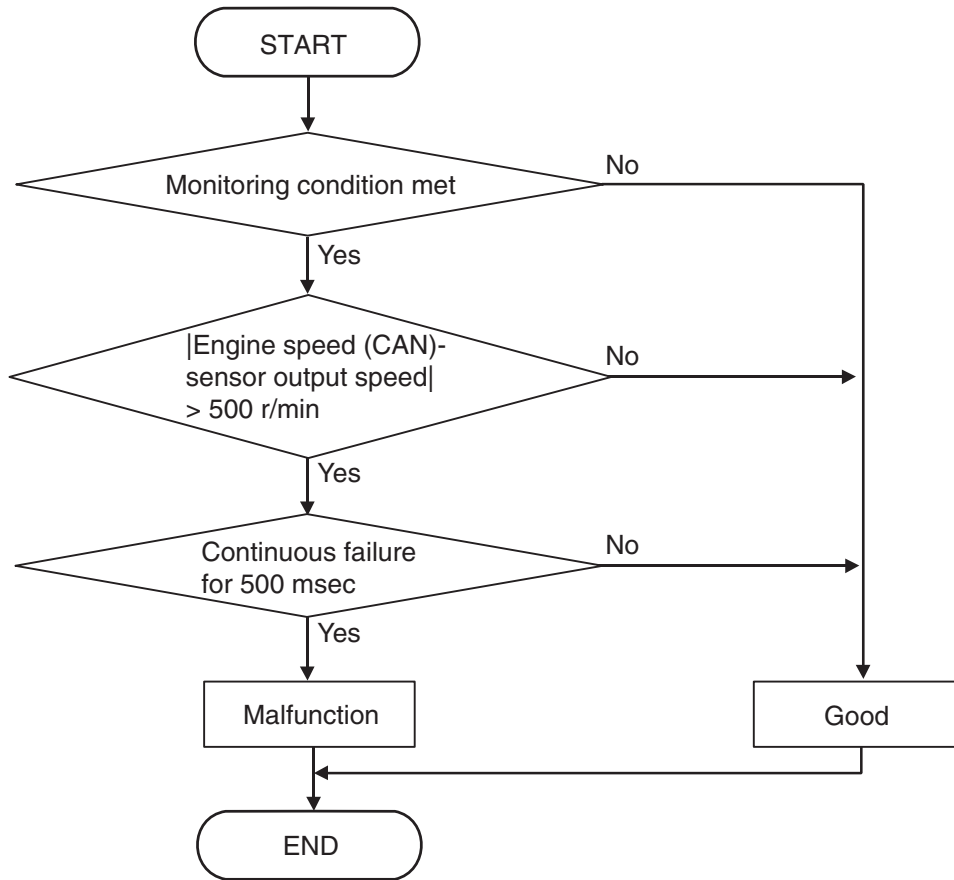 START
Monitoring condition met
No
Yes
|Engine speed (CAN)-
sensor output speed|
> 500 r/min
No
Yes
Continuous failure
for 500 msec
No
Yes
Malfunction
Good
END